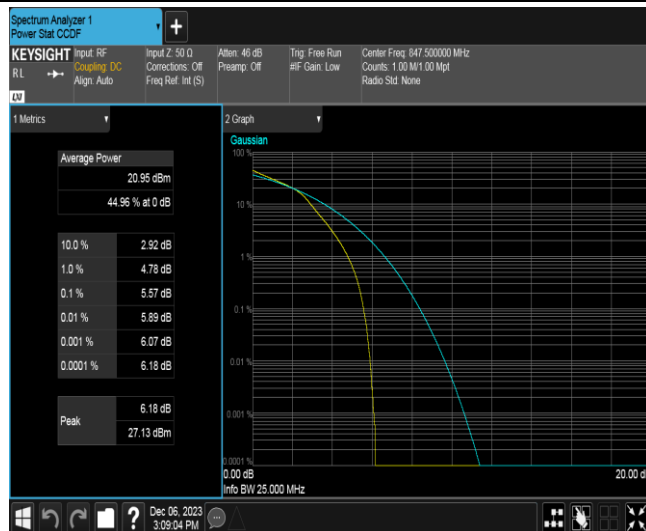 Spectrum Analyzer 1
Power Stat CCDF
+
KEYSIGHT
RL
Input: RF
Coupling: DC
Align: Auto
Input Z: 50 Ω
Corrections: Off
Freq Ref: Int (S)
Atten: 46 dB
Preamp: Off
Trig: Free Run
#IF Gain: Low
Center Freq: 847.500000 MHz
Counts: 1.00 M/1.00 Mpt
Radio Std: None
1 Metrics
Average Power
20.95 dBm
44.96 % at 0 dB
10.0 % 2.92 dB
1.0 % 4.78 dB
0.1 % 5.57 dB
0.01 % 5.89 dB
0.001 % 6.07 dB
0.0001 % 6.18 dB
Peak
6.18 dB
27.13 dBm
2 Graph
Gaussian
100 %
10 %
1 %
0.1 %
0.01 %
0.001 %
0.0001 %
0.00 dB
20.00 d
Info BW 25.000 MHz
?
Dec 06, 2023
3:09:04 PM